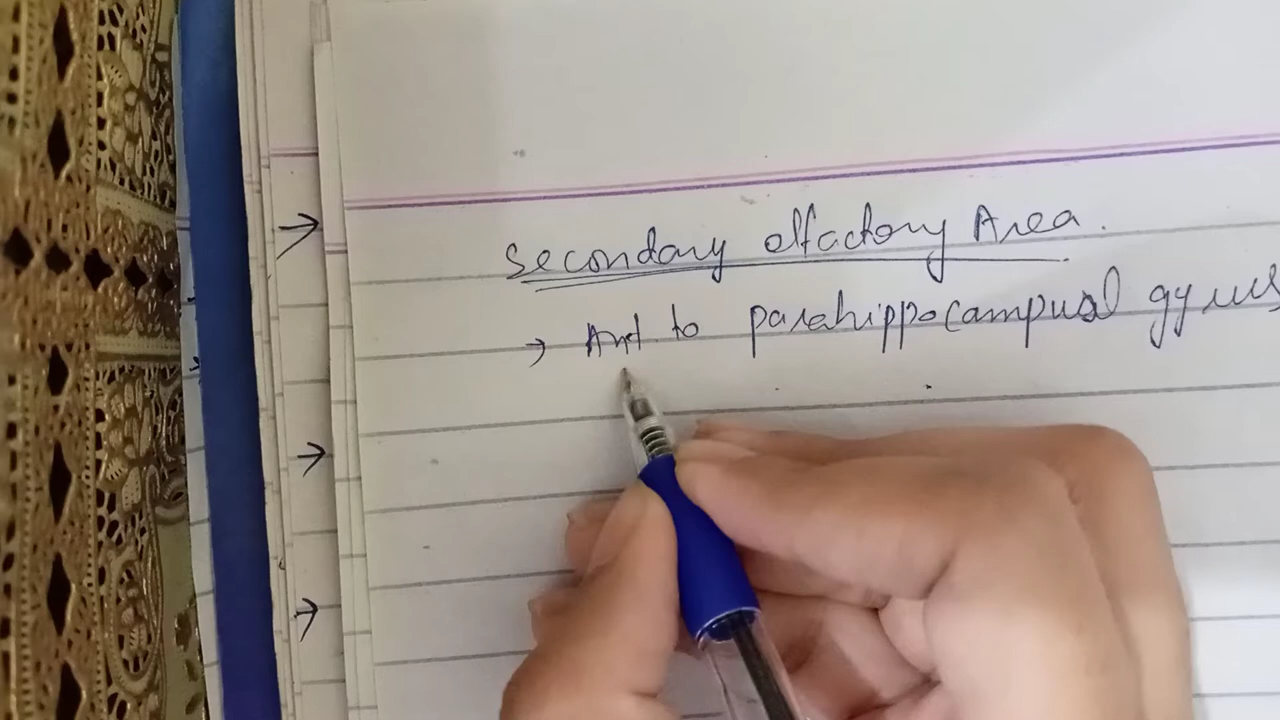 Secondary olfactory Area.
→ Ant to parahippocampual gyrus